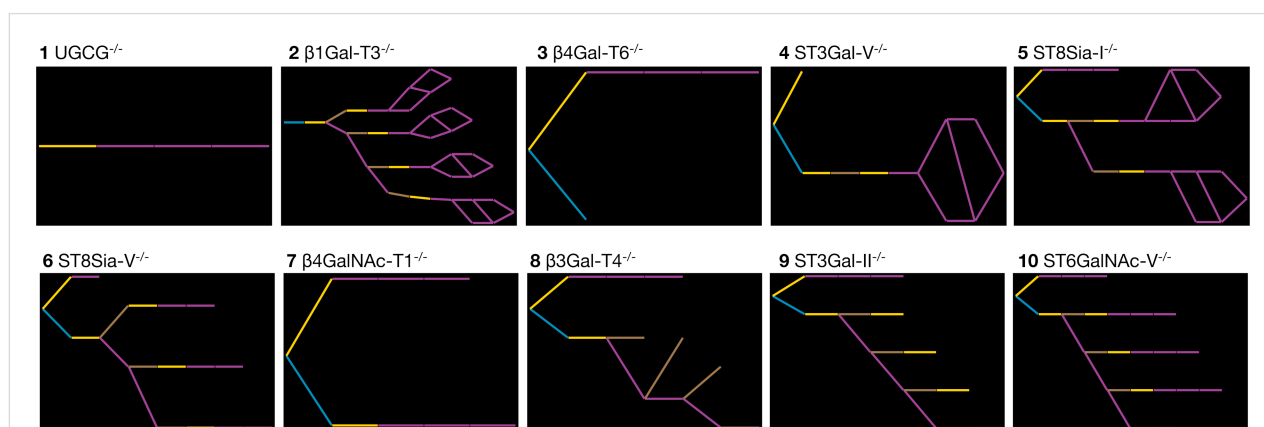 1 UGCG-/-
2 β1Gal-T3-/-
3 β4Gal-T6-/-
4 ST3Gal-V-/-
5 ST8Sia-I-/-
6 ST8Sia-V-/-
7 β4GalNAc-T1-/-
8 β3Gal-T4-/-
9 ST3Gal-II-/-
10 ST6GalNAc-V-/-